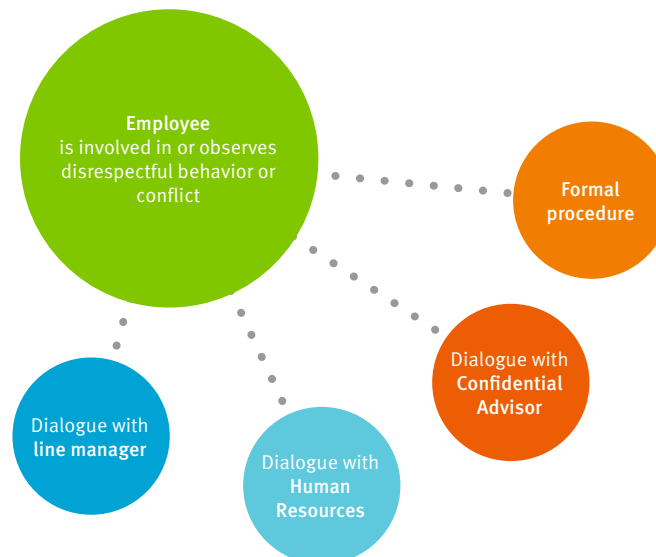 Employee
is involved in or observes
disrespectful behavior or
conflict
Formal
procedure
Dialogue with
Confidential
Advisor
Dialogue with
line manager
Dialogue with
Human
Resources